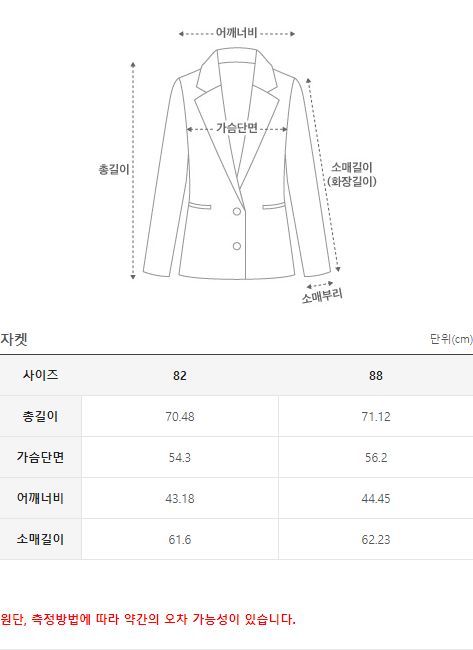 어깨너비
가슴단면
총길이
소매길이
(화장길이)
소매부리
자켓 단위(cm)
사이즈 82 88
총길이 70.48 71.12
가슴단면 54.3 56.2
어깨너비 43.18 44.45
소매길이 61.6 62.23
원단, 측정방법에 따라 약간의 오차 가능성이 있습니다.